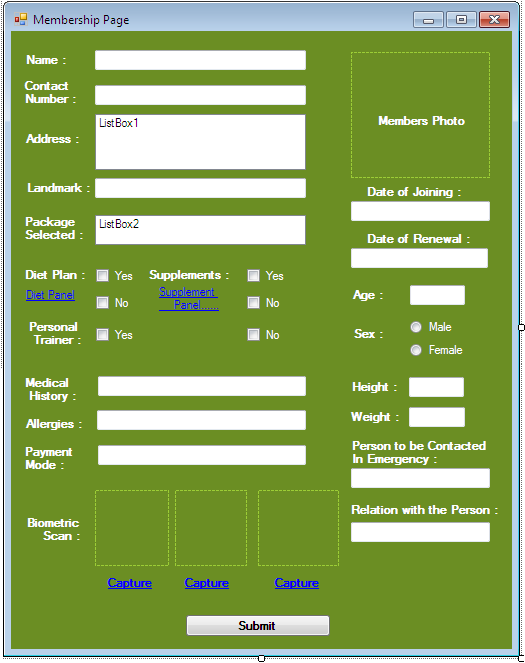 Membership Page
Name :
Contact
Number :
Address :
ListBox1
Landmark :
Package
Selected :
ListBox2
Diet Plan :
Yes
Supplements :
Yes
Diet Panel
No
Supplement
Panel......
No
Personal
Trainer :
Yes
No
Medical
History :
Allergies :
Payment
Mode :
Biometric
Scan :
Capture
Capture
Capture
Submit
Members Photo
Date of Joining :
Date of Renewal :
Age :
Sex :
Male
Female
Height :
Weight :
Person to be Contacted
In Emergency :
Relation with the Person :